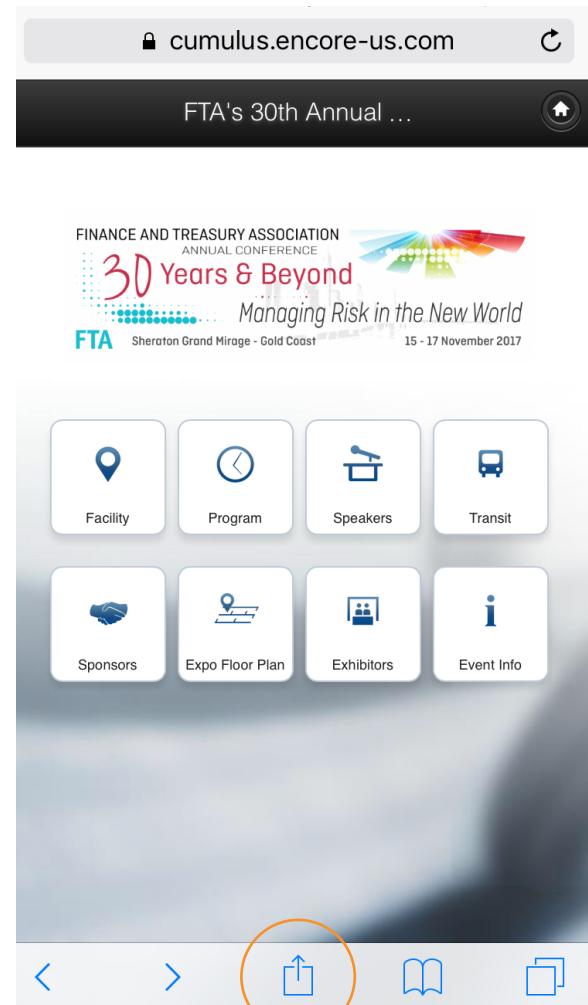 cumulus.encore-us.com
FTA's 30th Annual ...
FINANCE AND TREASURY ASSOCIATION
ANNUAL CONFERENCE
30 Years & Beyond
Managing Risk in the New World
FTA Sheraton Grand Mirage - Gold Coast 15 - 17 November 2017
Facility Program Speakers Transit
Sponsors Expo Floor Plan Exhibitors Event Info